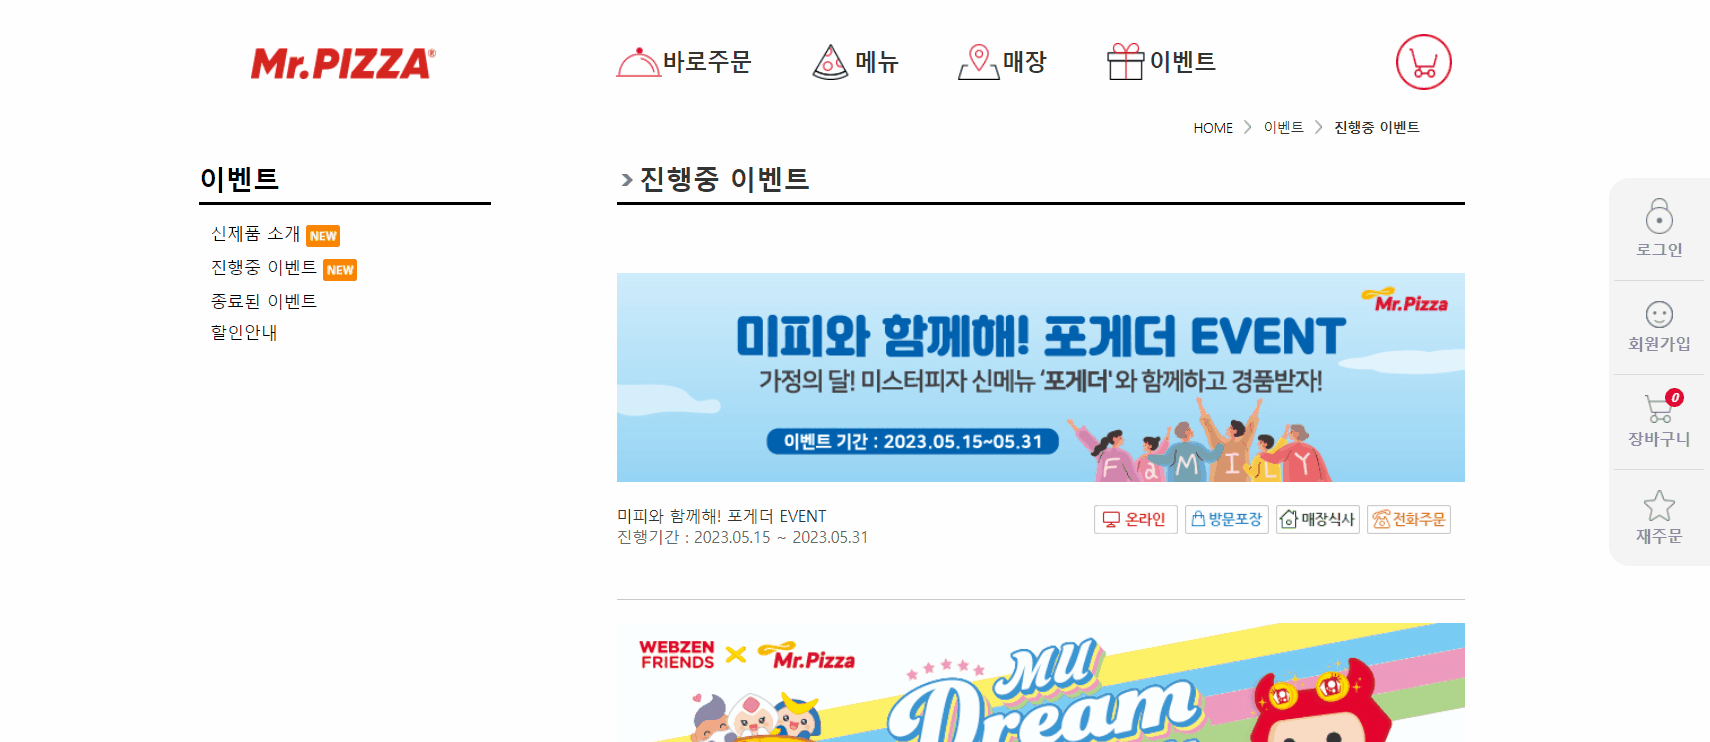 Mr.PIZZA®
바로주문
메뉴
매장
이벤트
HOME 이벤트 진행중 이벤트
이벤트
신제품 소개 NEW
진행중 이벤트 NEW
종료된 이벤트
할인안내
진행중 이벤트
Mr.Pizza
미피와 함께해! 포게더 EVENT
가정의 달! 미스터피자 신메뉴 ‘포게더'와 함께하고 경품받자!
이벤트 기간 : 2023.05.15~05.31
FaMILY
미피와 함께해! 포게더 EVENT
진행기간 : 2023.05.15 ~ 2023.05.31
온라인
방문포장
매장식사
전화주문
WEBZEN
FRIENDS
Mr.Pizza
MU
Dream
로그인
회원가입
0
장바구니
재주문